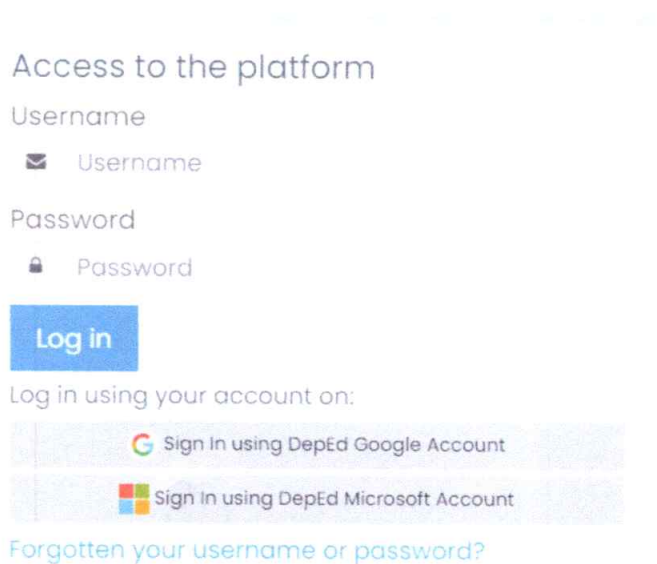 Access to the platform
Username
Username
Password
Password
Log in
Log in using your account on:
Sign In using DepEd Google Account
Sign In using DepEd Microsoft Account
Forgotten your username or password?